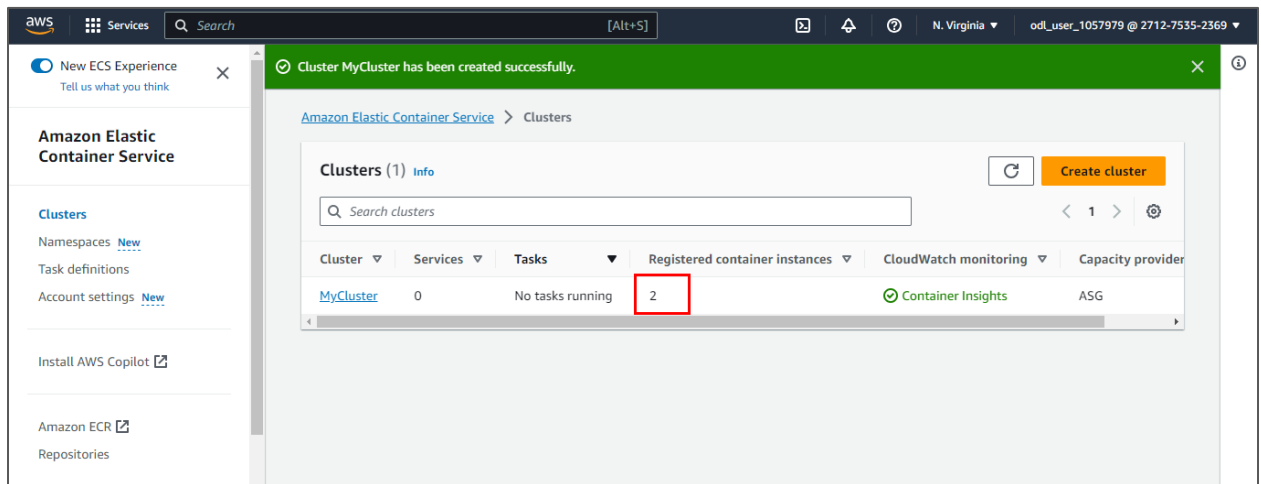 aws Services Search [Alt+S] N. Virginia ▼ odl_user_1057979 @ 2712-7535-2369 ▼
New ECS Experience
Tell us what you think
Amazon Elastic
Container Service
Clusters
Namespaces New
Task definitions
Account settings New
Install AWS Copilot
Amazon ECR
Repositories
Cluster MyCluster has been created successfully.
Amazon Elastic Container Service > Clusters
Clusters (1) Info
Create cluster
Search clusters
< 1 >
Cluster Services Tasks Registered container instances CloudWatch monitoring Capacity provider
MyCluster 0 No tasks running 2 Container Insights ASG